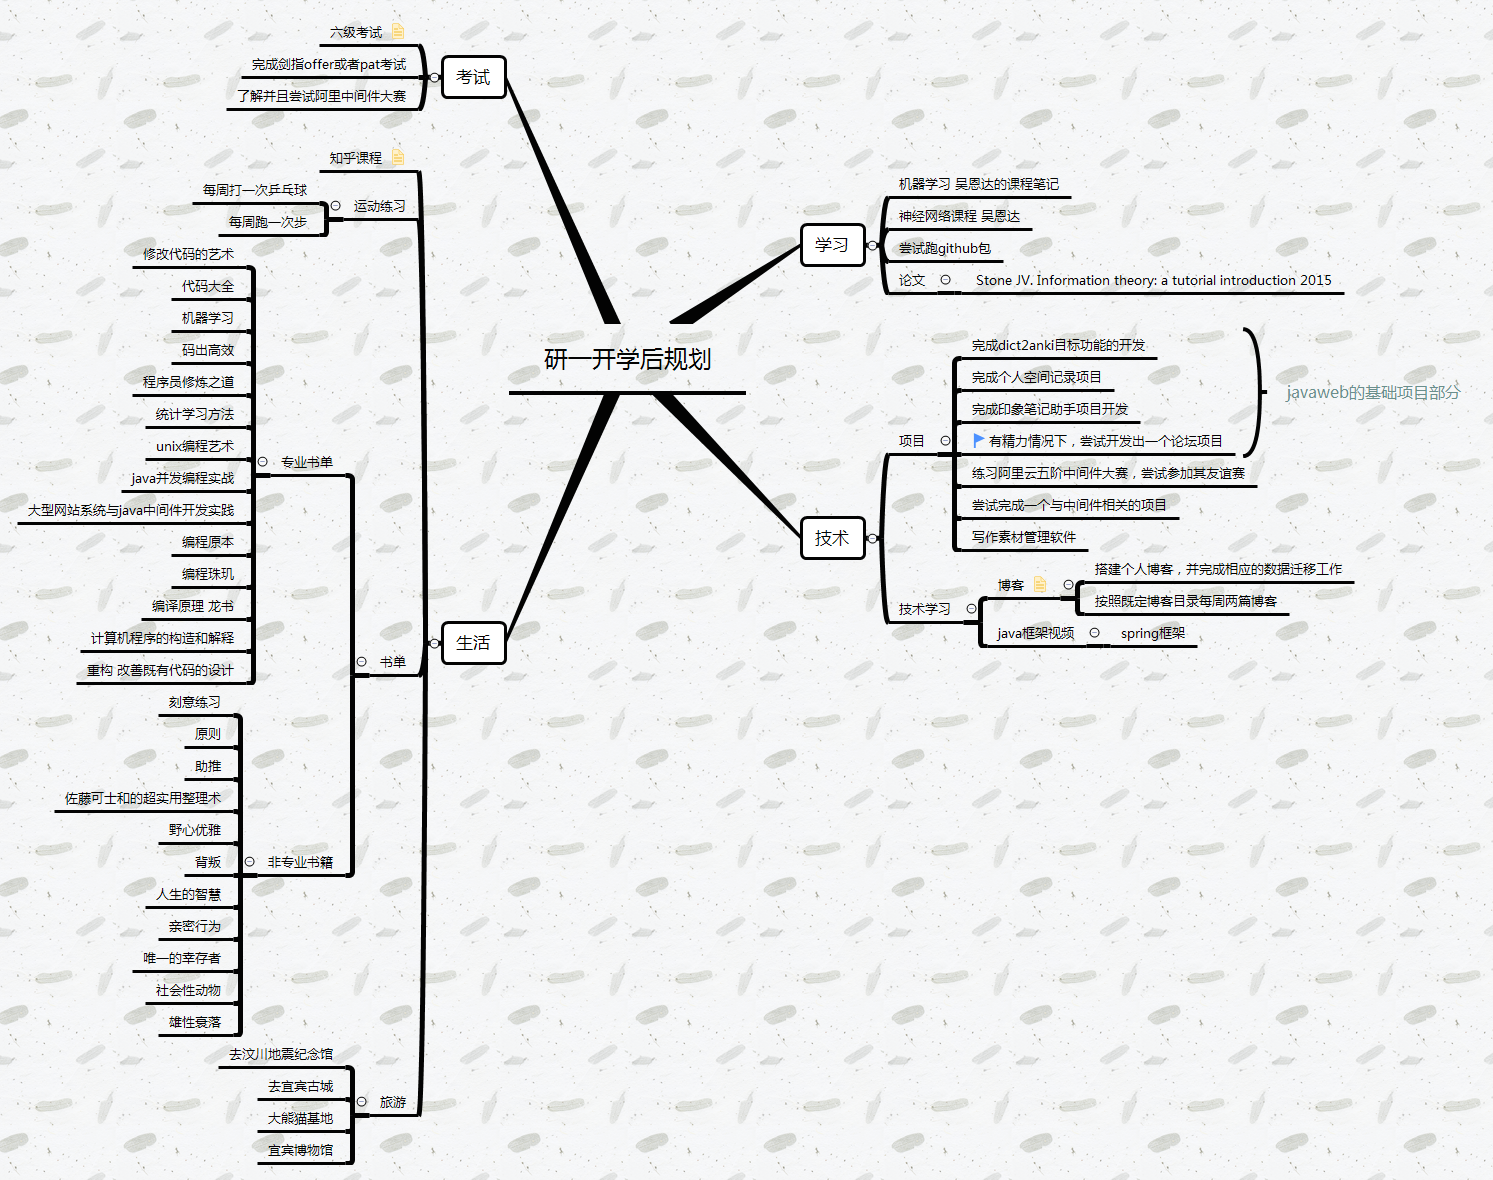 研一开学后规划
考试
六级考试
完成剑指offer或者pat考试
了解并且尝试阿里中间件大赛
生活
知乎课程
运动练习
每周打一次乒乓球
每周跑一次步
书单
专业书单
修改代码的艺术
代码大全
机器学习
码出高效
程序员修炼之道
统计学习方法
unix编程艺术
java并发编程实战
大型网站系统与java中间件开发实践
编程原本
编程珠玑
编译原理 龙书
计算机程序的构造和解释
重构 改善既有代码的设计
非专业书籍
刻意练习
原则
助推
佐藤可士和的超实用整理术
野心优雅
背叛
人生的智慧
亲密行为
唯一的幸存者
社会性动物
雄性衰落
旅游
去汶川地震纪念馆
去宜宾古城
大熊猫基地
宜宾博物馆
学习
机器学习 吴恩达的课程笔记
神经网络课程 吴恩达
尝试跑github包
论文
Stone JV. Information theory: a tutorial introduction 2015
技术
项目
完成dict2anki目标功能的开发
完成个人空间记录项目
完成印象笔记助手项目开发
有精力情况下，尝试开发出一个论坛项目
javaweb的基础项目部分
练习阿里云五阶中间件大赛，尝试参加其友谊赛
尝试完成一个与中间件相关的项目
写作素材管理软件
技术学习
博客
搭建个人博客，并完成相应的数据迁移工作
按照既定博客目录每周两篇博客
java框架视频
spring框架